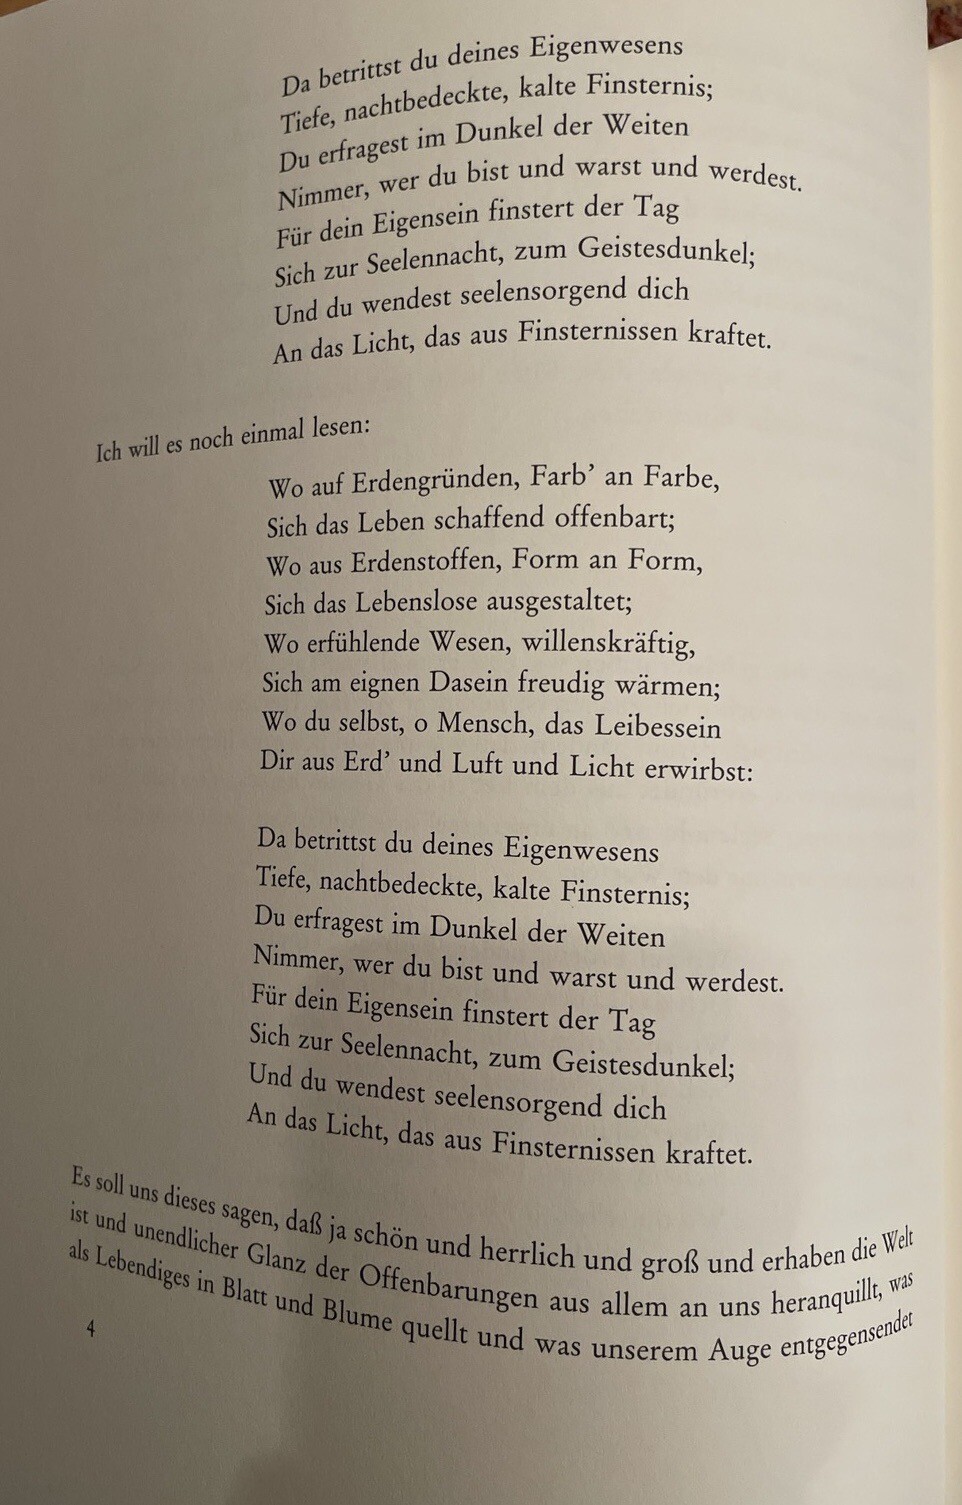 Da betrittst du deines Eigenwesens
Tiefe, nachtbedeckte, kalte Finsternis;
Du erfragest im Dunkel der Weiten
Nimmer, wer du bist und warst und werdest.
Für dein Eigensein finstert der Tag
Sich zur Seelennacht, zum Geistesdunkel;
Und du wendest seelensorgend dich
An das Licht, das aus Finsternissen kraftet.
Ich will es noch einmal lesen:
Wo auf Erdengründen, Farb’ an Farbe,
Sich das Leben schaffend offenbart;
Wo aus Erdenstoffen, Form an Form,
Sich das Lebenslose ausgestaltet;
Wo erfühlende Wesen, willenskräftig,
Sich am eignen Dasein freudig wärmen;
Wo du selbst, o Mensch, das Leibessein
Dir aus Erd’ und Luft und Licht erwirbst:
Da betrittst du deines Eigenwesens
Tiefe, nachtbedeckte, kalte Finsternis;
Du erfragest im Dunkel der Weiten
Nimmer, wer du bist und warst und werdest.
Für dein Eigensein finstert der Tag
Sich zur Seelennacht, zum Geistesdunkel;
Und du wendest seelensorgend dich
An das Licht, das aus Finsternissen kraftet.
Es soll uns dieses sagen, daß ja schön und herrlich und groß und erhaben die Welt
ist und unendlicher Glanz der Offenbarungen aus allem an uns heranquillt, was
als Lebendiges in Blatt und Blume quellt und was unserem Auge entgegensendet
4